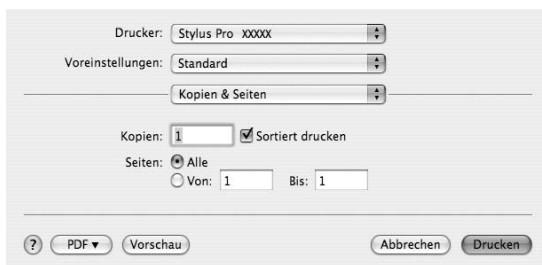 Drucker: Stylus Pro XXXXX
Voreinstellungen: Standard
Kopien & Seiten
Kopien: 1 Sortiert drucken
Seiten: Alle
Von: 1 Bis: 1
? PDF ▼ Vorschau Abbrechen Drucken